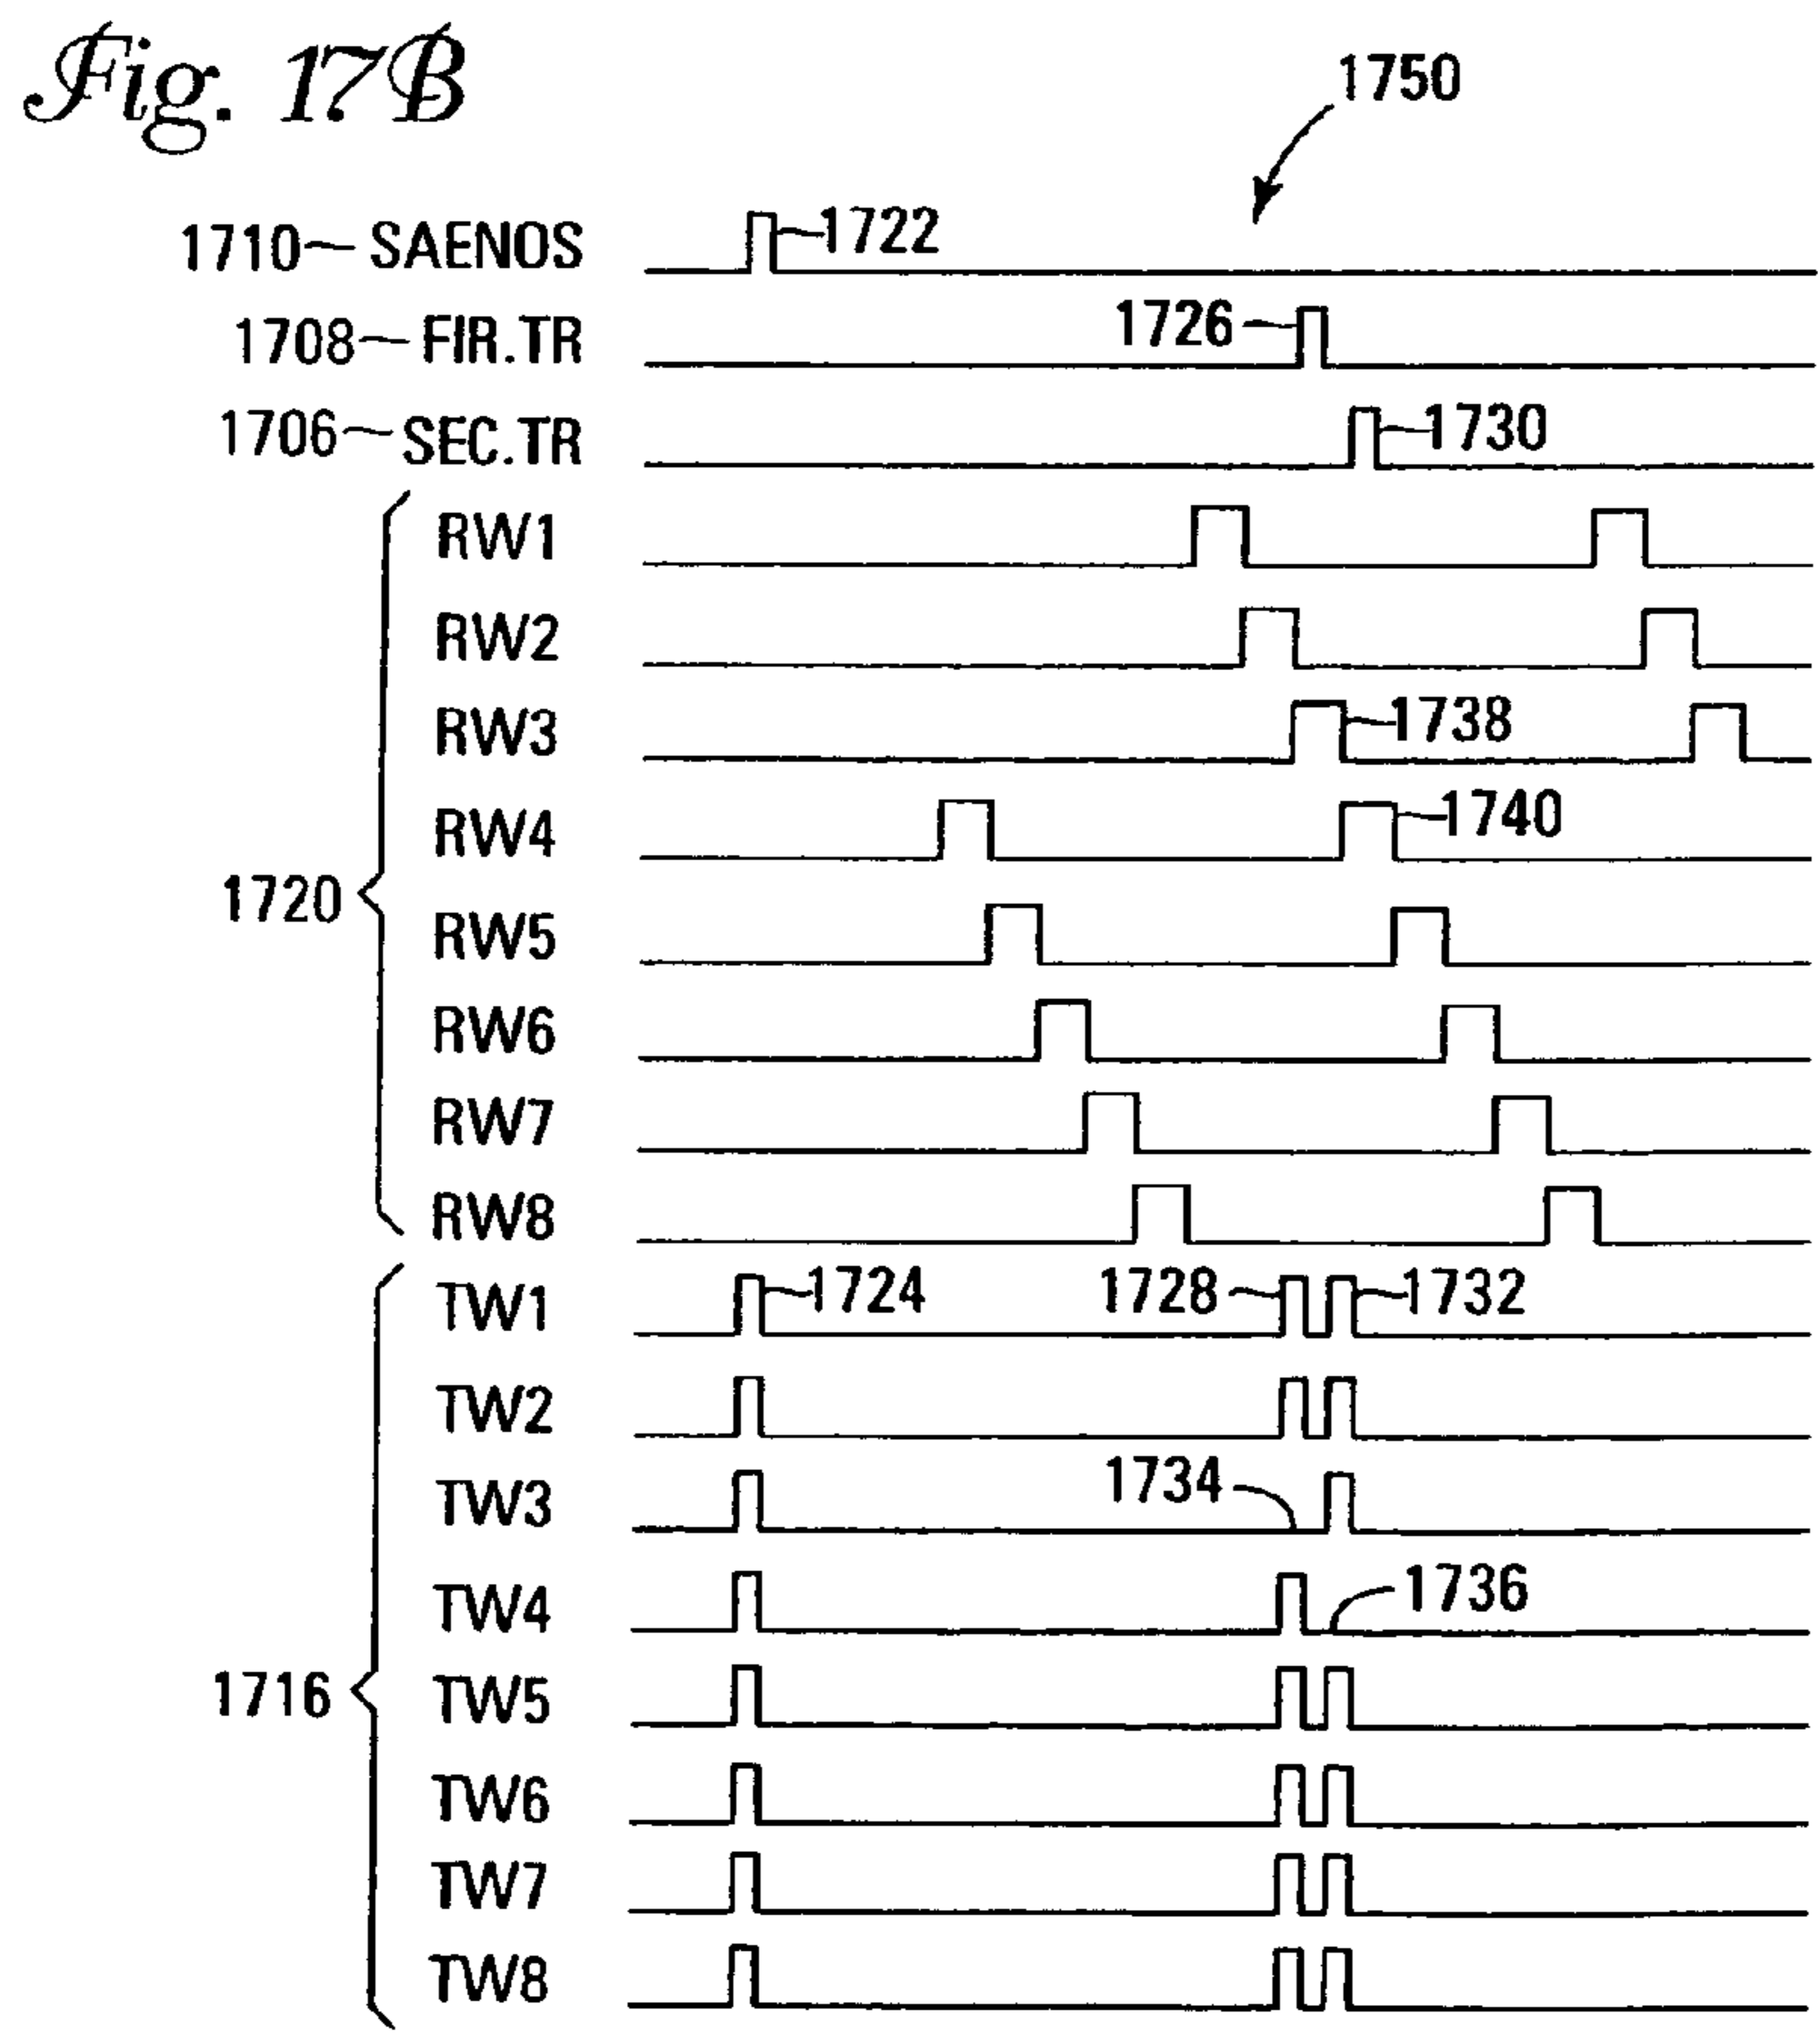 Fig. 17B
1750
1710 SAENOS 1722
1708 FIR.TR 1726
1706 SEC.TR 1730
RW1
RW2
RW3 1738
RW4 1740
1720
RW5
RW6
RW7
RW8
TW1 1724 1728 1732
TW2
TW3 1734
TW4 1736
1716 TW5
TW6
TW7
TW8